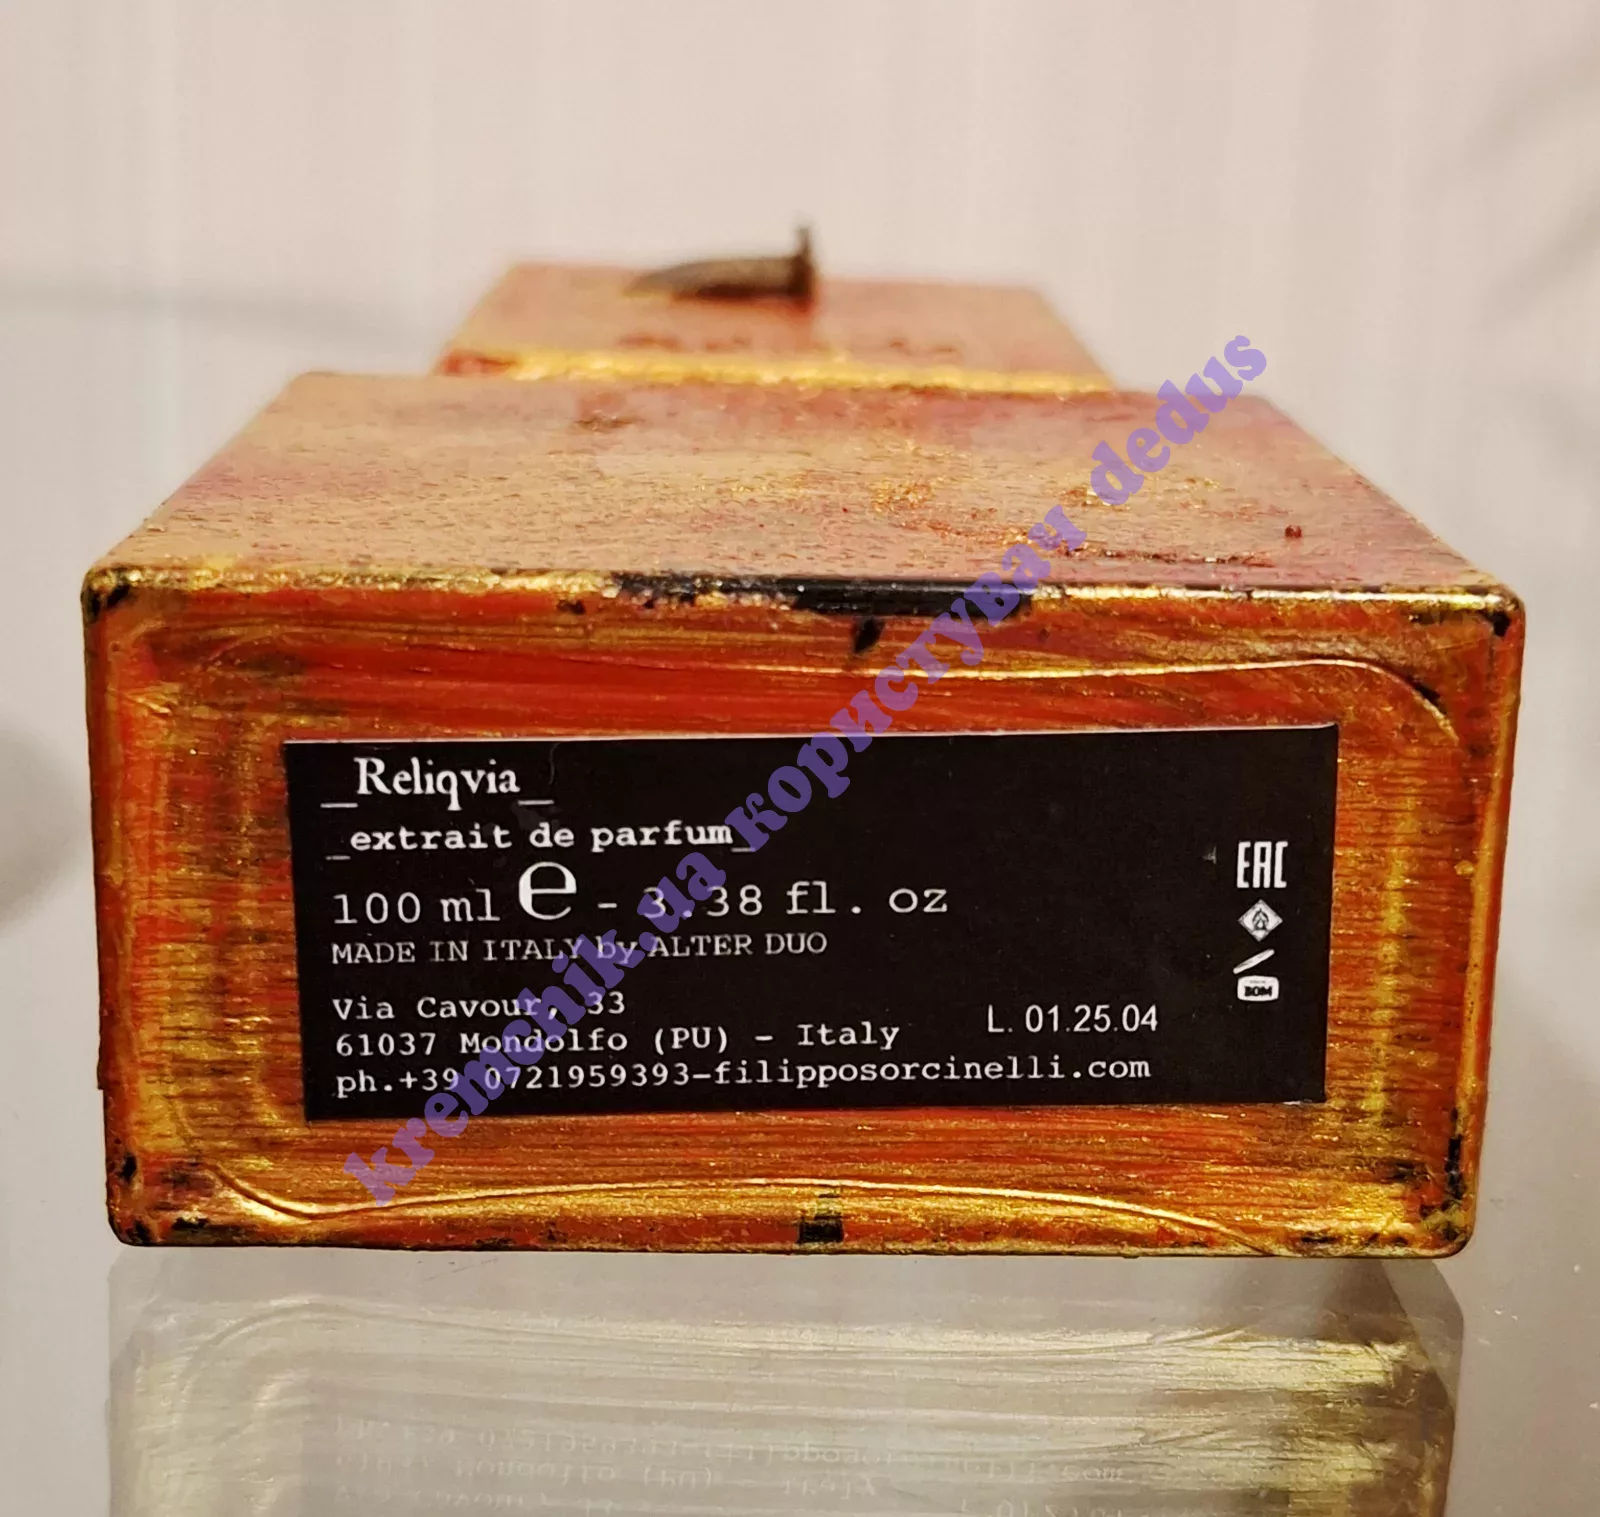 _Reliqvia_
_extrait de parfum_
100 ml e - 3.38 fl. oz
MADE IN ITALY by ALTER DUO
Via Cavour, 33
61037 Mondolfo (PU) - Italy
L. 01.25.04
ph.+39 0721959393-filipposorcinelli.com
EAC
kremchik.ua користувач dedus